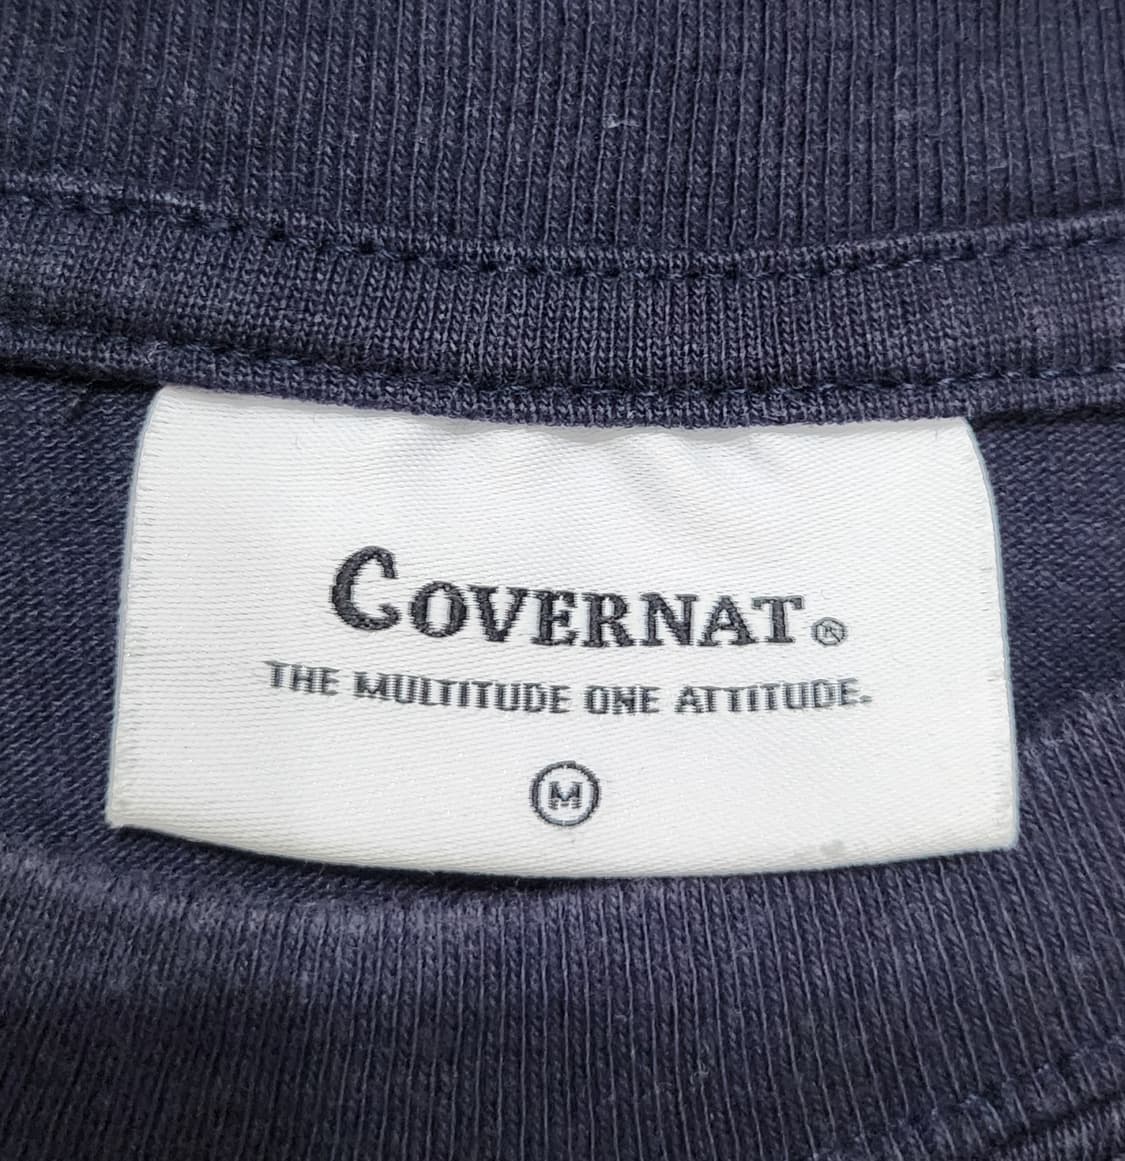 COVERNAT®
THE MULTITUDE ONE ATTITUDE.
M